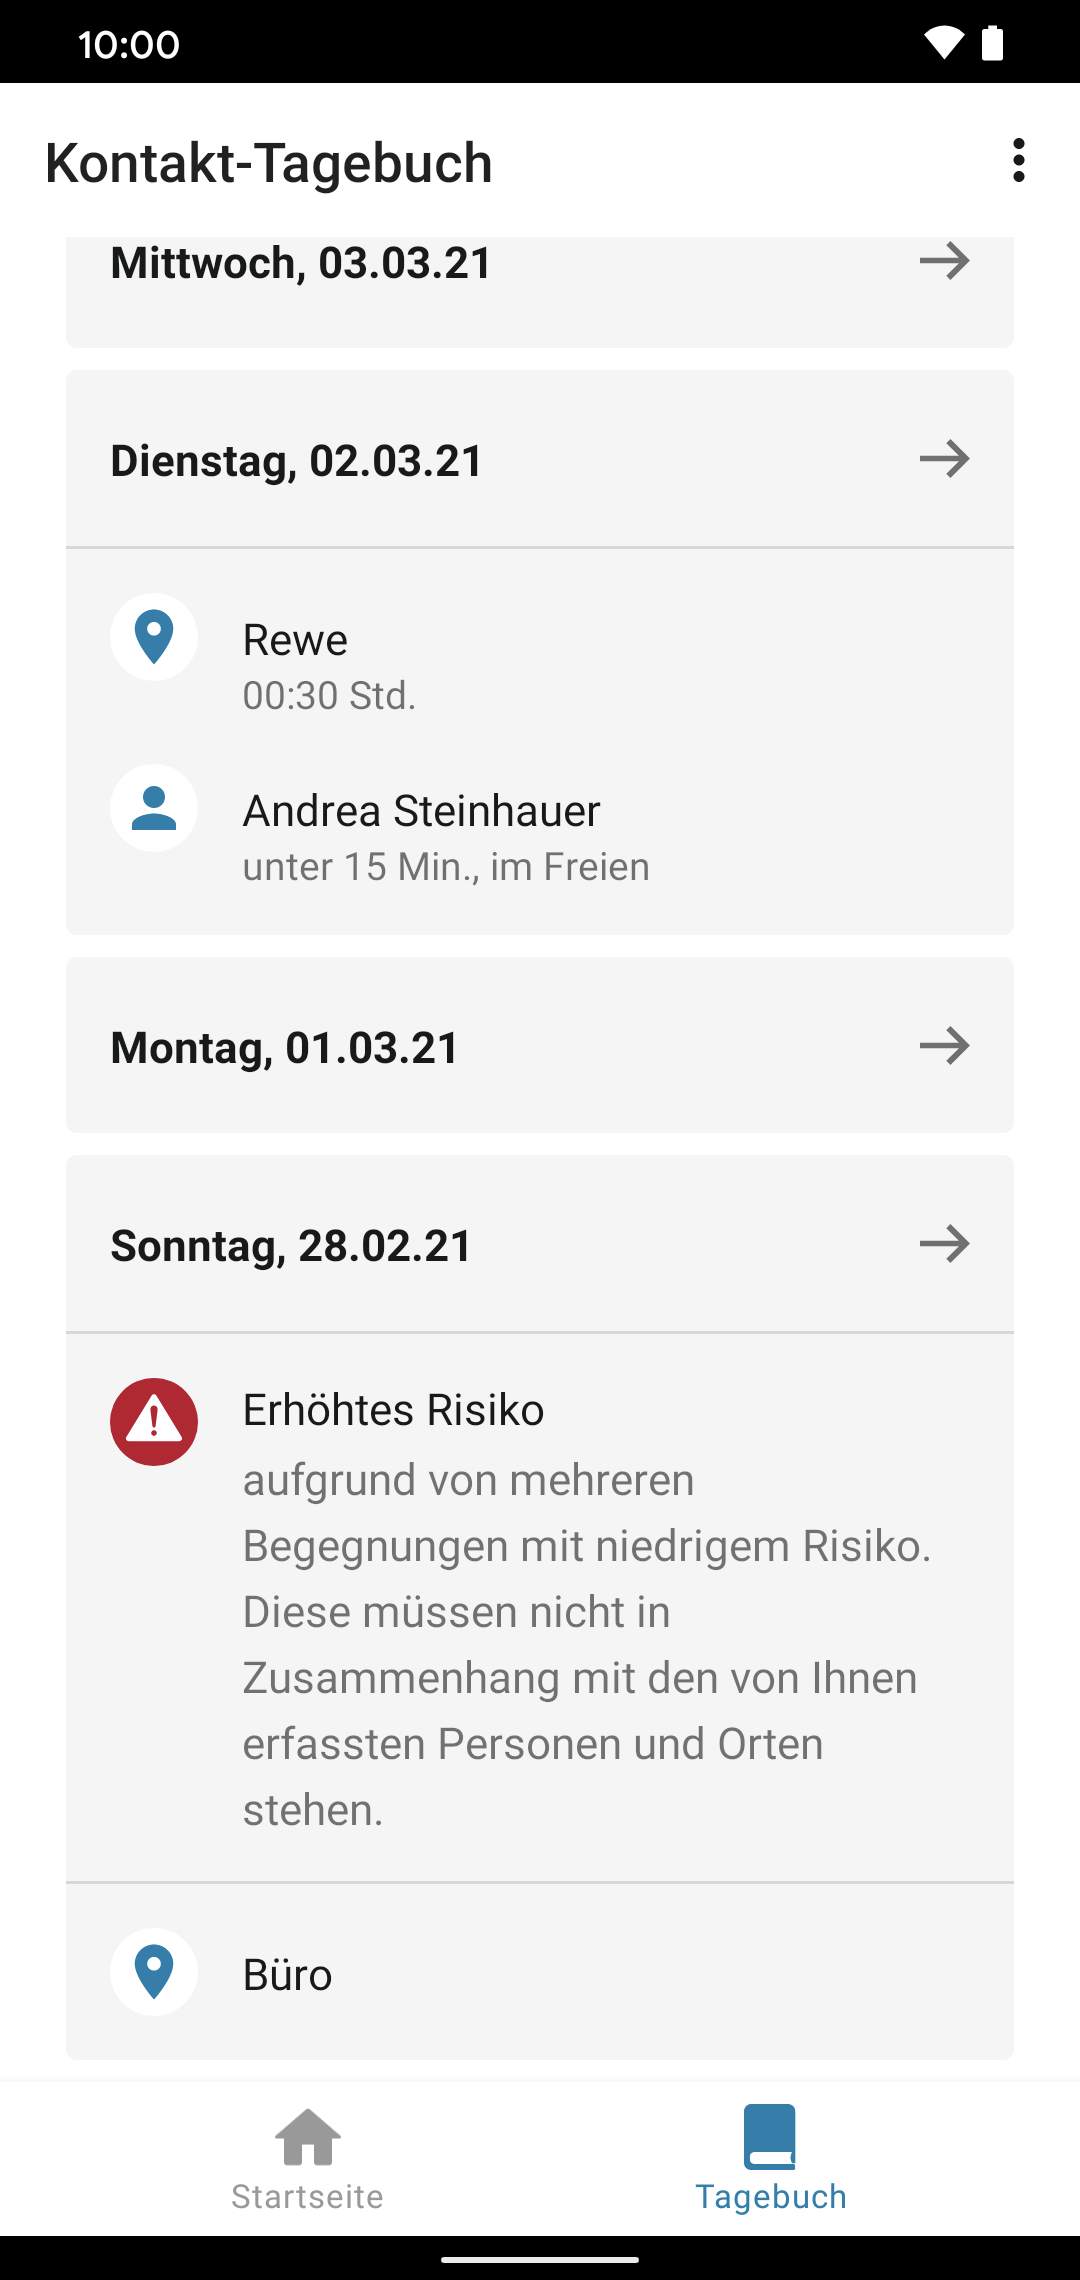 10:00
Kontakt-Tagebuch
Mittwoch, 03.03.21
Dienstag, 02.03.21
Rewe
00:30 Std.
Andrea Steinhauer
unter 15 Min., im Freien
Montag, 01.03.21
Sonntag, 28.02.21
Erhöhtes Risiko
aufgrund von mehreren
Begegnungen mit niedrigem Risiko.
Diese müssen nicht in
Zusammenhang mit den von Ihnen
erfassten Personen und Orten
stehen.
Büro
Startseite
Tagebuch